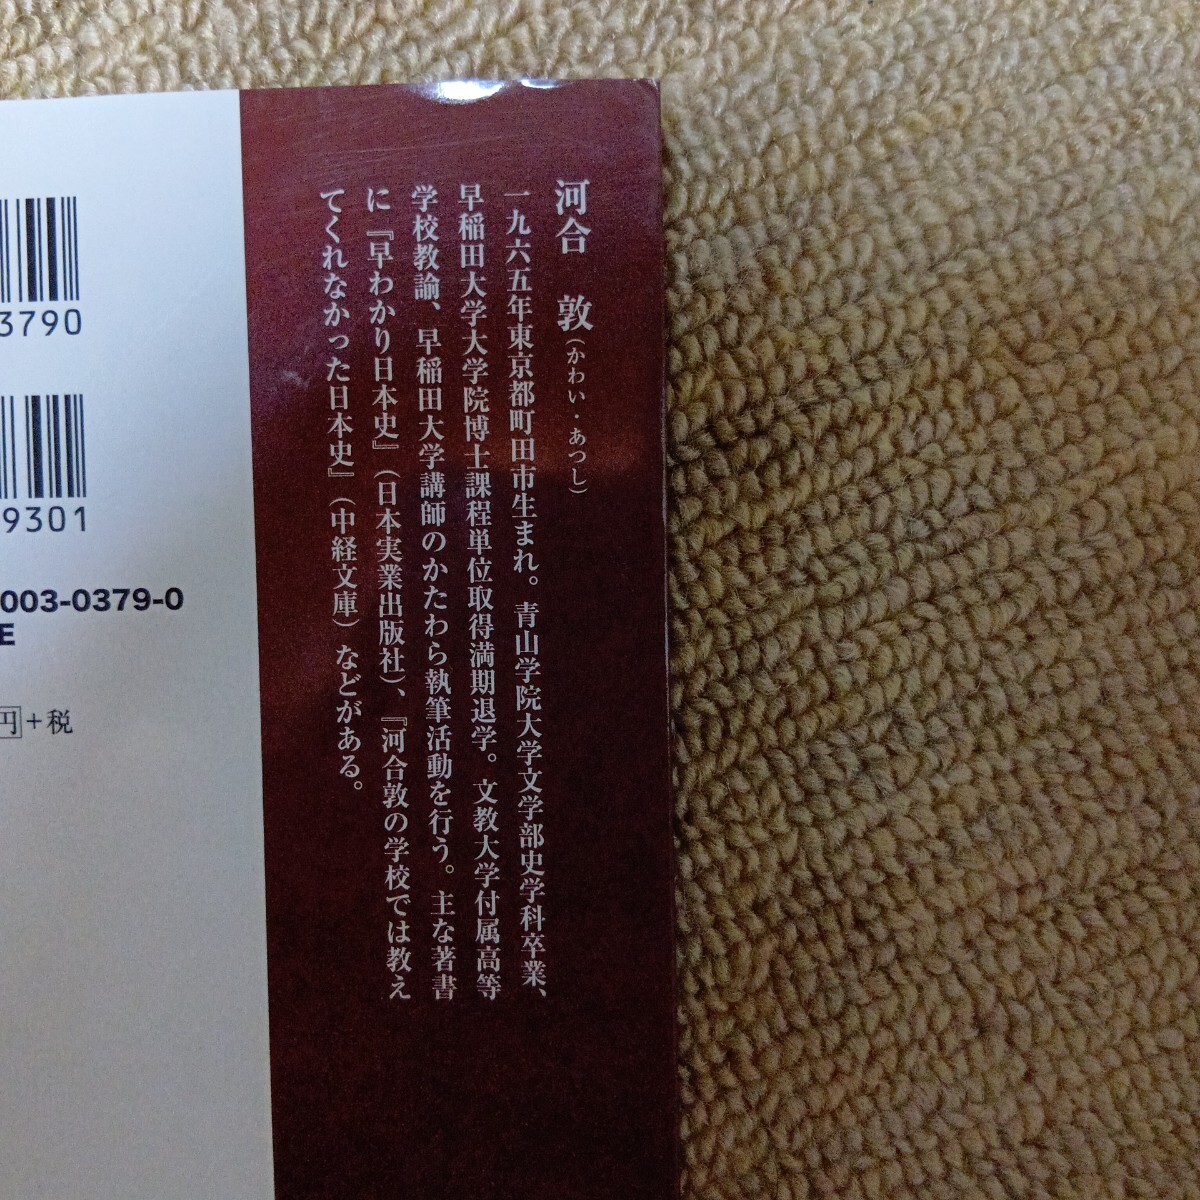 河合 敦(かわい・あつし)
一九六五年東京都町田市生まれ。青山学院大学文学部史学科卒業、
早稲田大学大学院博士課程単位取得満期退学。文教大学付属高等
学校教諭、早稲田大学講師のかたわら執筆活動を行う。主な著書
に『早わかり日本史』(日本実業出版社)、『河合敦の学校では教え
てくれなかった日本史』(中経文庫)などがある。
3790
9301
003-0379-0
E
円+税